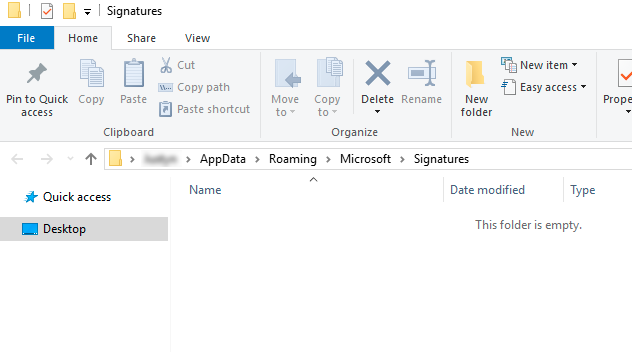 Signatures
File Home Share View
Pin to Quick access
Copy
Paste
Cut
Copy path
Paste shortcut
Clipboard
Move to
Copy to
Delete
Rename
Organize
New folder
New item
Easy access
New
AppData Roaming Microsoft Signatures
Quick access
Desktop
Name Date modified Type
This folder is empty.